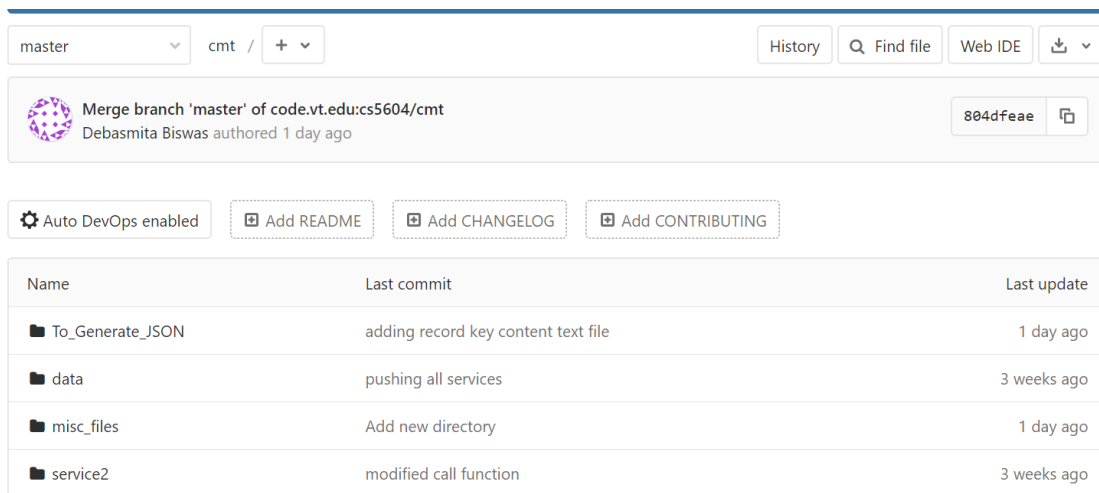 master cmt / + History Find file Web IDE
Merge branch 'master' of code.vt.edu:cs5604/cmt
Debasmita Biswas authored 1 day ago
804dfeae
Auto DevOps enabled Add README Add CHANGELOG Add CONTRIBUTING
Name Last commit Last update
To_Generate_JSON adding record key content text file 1 day ago
data pushing all services 3 weeks ago
misc_files Add new directory 1 day ago
service2 modified call function 3 weeks ago